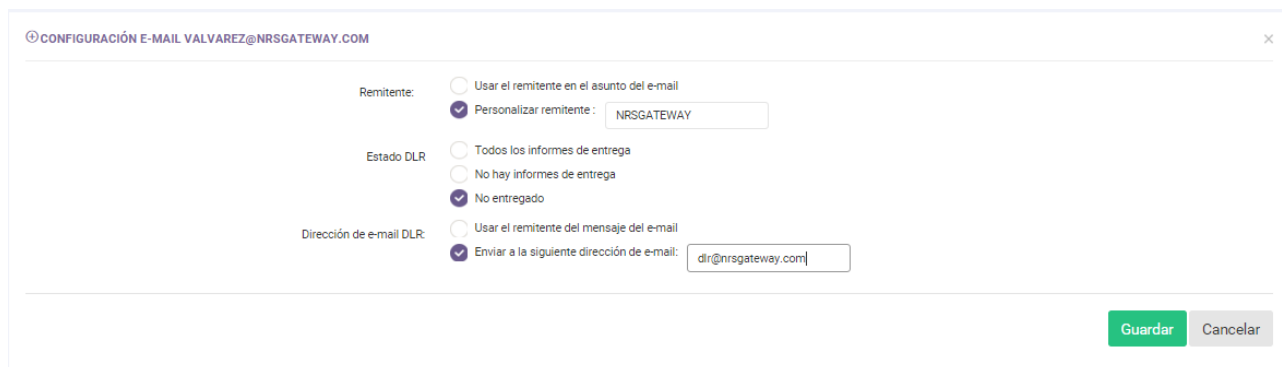 CONFIGURACIÓN E-MAIL VALVAREZ@NRSGATEWAY.COM
Remitente:
Usar el remitente en el asunto del e-mail
Personalizar remitente : NRSGATEWAY
Estado DLR
Todos los informes de entrega
No hay informes de entrega
No entregado
Dirección de e-mail DLR:
Usar el remitente del mensaje del e-mail
Enviar a la siguiente dirección de e-mail: dlr@nrsgateway.com
Guardar Cancelar